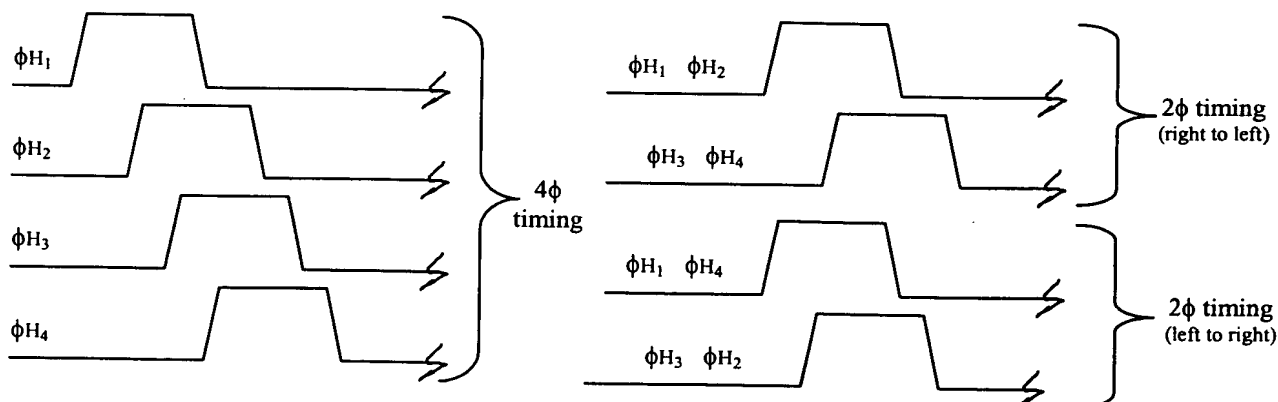 ϕH₁
ϕH₂
ϕH₃
ϕH₄
4ϕ
timing
ϕH₁ ϕH₂
ϕH₃ ϕH₄
2ϕ timing
(right to left)
ϕH₁ ϕH₄
ϕH₃ ϕH₂
2ϕ timing
(left to right)